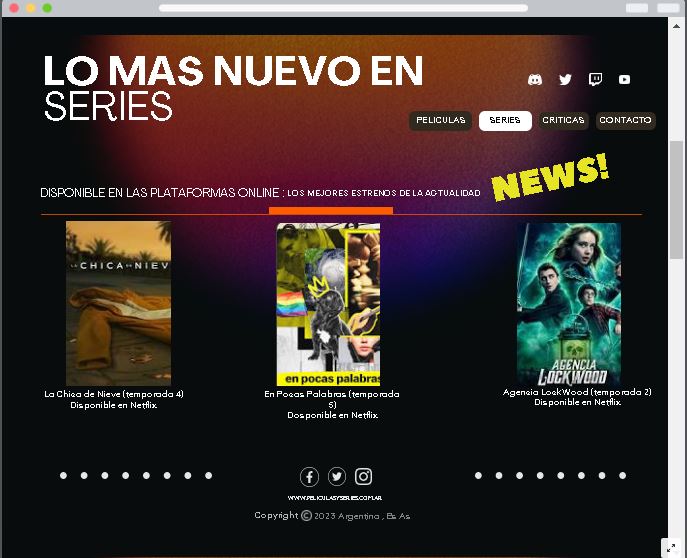 LO MAS NUEVO EN
SERIES
PELICULAS
SERIES
CRITICAS
CONTACTO
NEWS!
DISPONIBLE EN LAS PLATAFORMAS ONLINE : LOS MEJORES ESTRENOS DE LA ACTUALIDAD
LA CHICA DE NIEV
en pocas palabras
AGENCIA
LOCKWOOD
La Chica de Nieve (temporada 4)
Disponible en Netflix
En Pocas Palabras (temporada
5)
Dosponible en Netflix
Agencia LockWood (temporada 2)
Disponible en Netflix
WWW.PELICULASYSERIES.COM.AR
Copyright © 2023 Argentina , Bs As